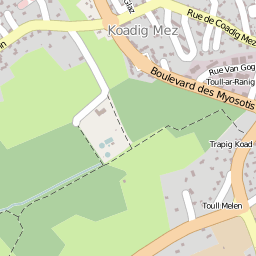 Rue de Coadig Mez
Koadig Mez
Rue Van Gog
Toull-ar-Ranig
Boulevard des Myosotis
Trapig Koad
Toull Melen